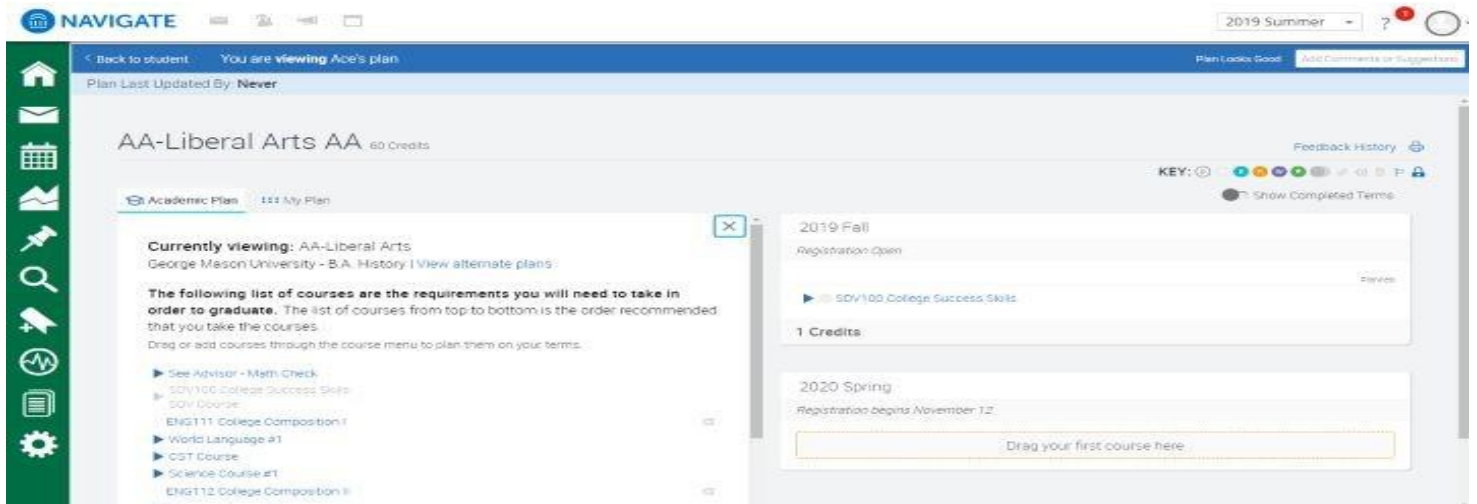 NAVIGATE
2019 Summer
?
< Back to student You are viewing Ace's plan
Plan Looks Good Add Comments or Suggestions
Plan Last Updated By: Never
AA-Liberal Arts AA 60 Credits
Feedback History
KEY:
Show Completed Terms
Academic Plan My Plan
Currently viewing: AA-Liberal Arts
George Mason University - B.A. History | View alternate plans
The following list of courses are the requirements you will need to take in
order to graduate. The list of courses from top to bottom is the order recommended
that you take the courses.
Drag or add courses through the course menu to plan them on your terms.
See Advisor - Math Check
SDV100 College Success Skills
SDV Course
ENG111 College Composition I
World Language #1
CST Course
Science Course #1
ENG112 College Composition II
2019 Fall
Registration Open
SDV100 College Success Skills
1 Credits
2020 Spring
Registration begins November 12
Drag your first course here